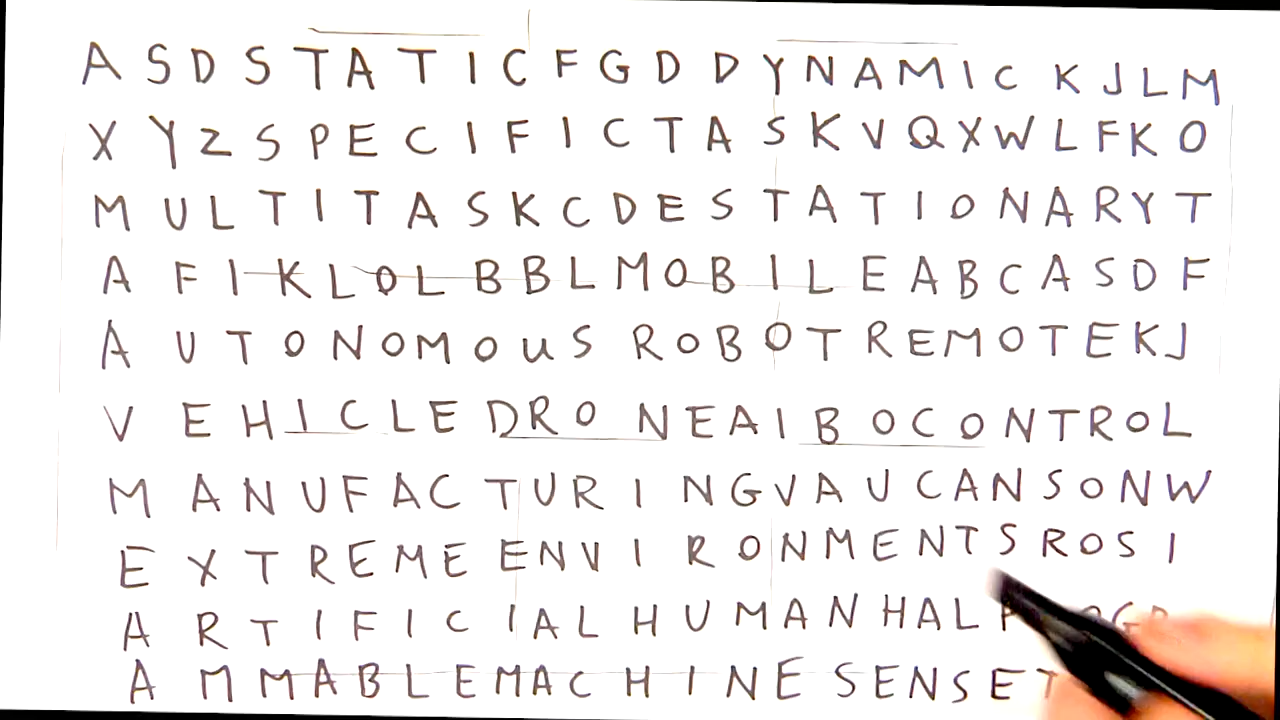 ASDSTATICFGDDYNAMICKJLM
XYZSPECIFICTASKVQXWLFKO
MULTITASKCDESTATIONARYT
AFIKLOLBBLMOBILEABCASDF
AUTONOMOUSROBOTREMOTEKJ
VEHICLEDRONEAIBOCONTROL
MANUFACTURINGVAUCANSONW
EXTREMEENVIRONMENTSROSI
ARTIFICIALHUMANHAL
AMMABLEMACHINESENSET